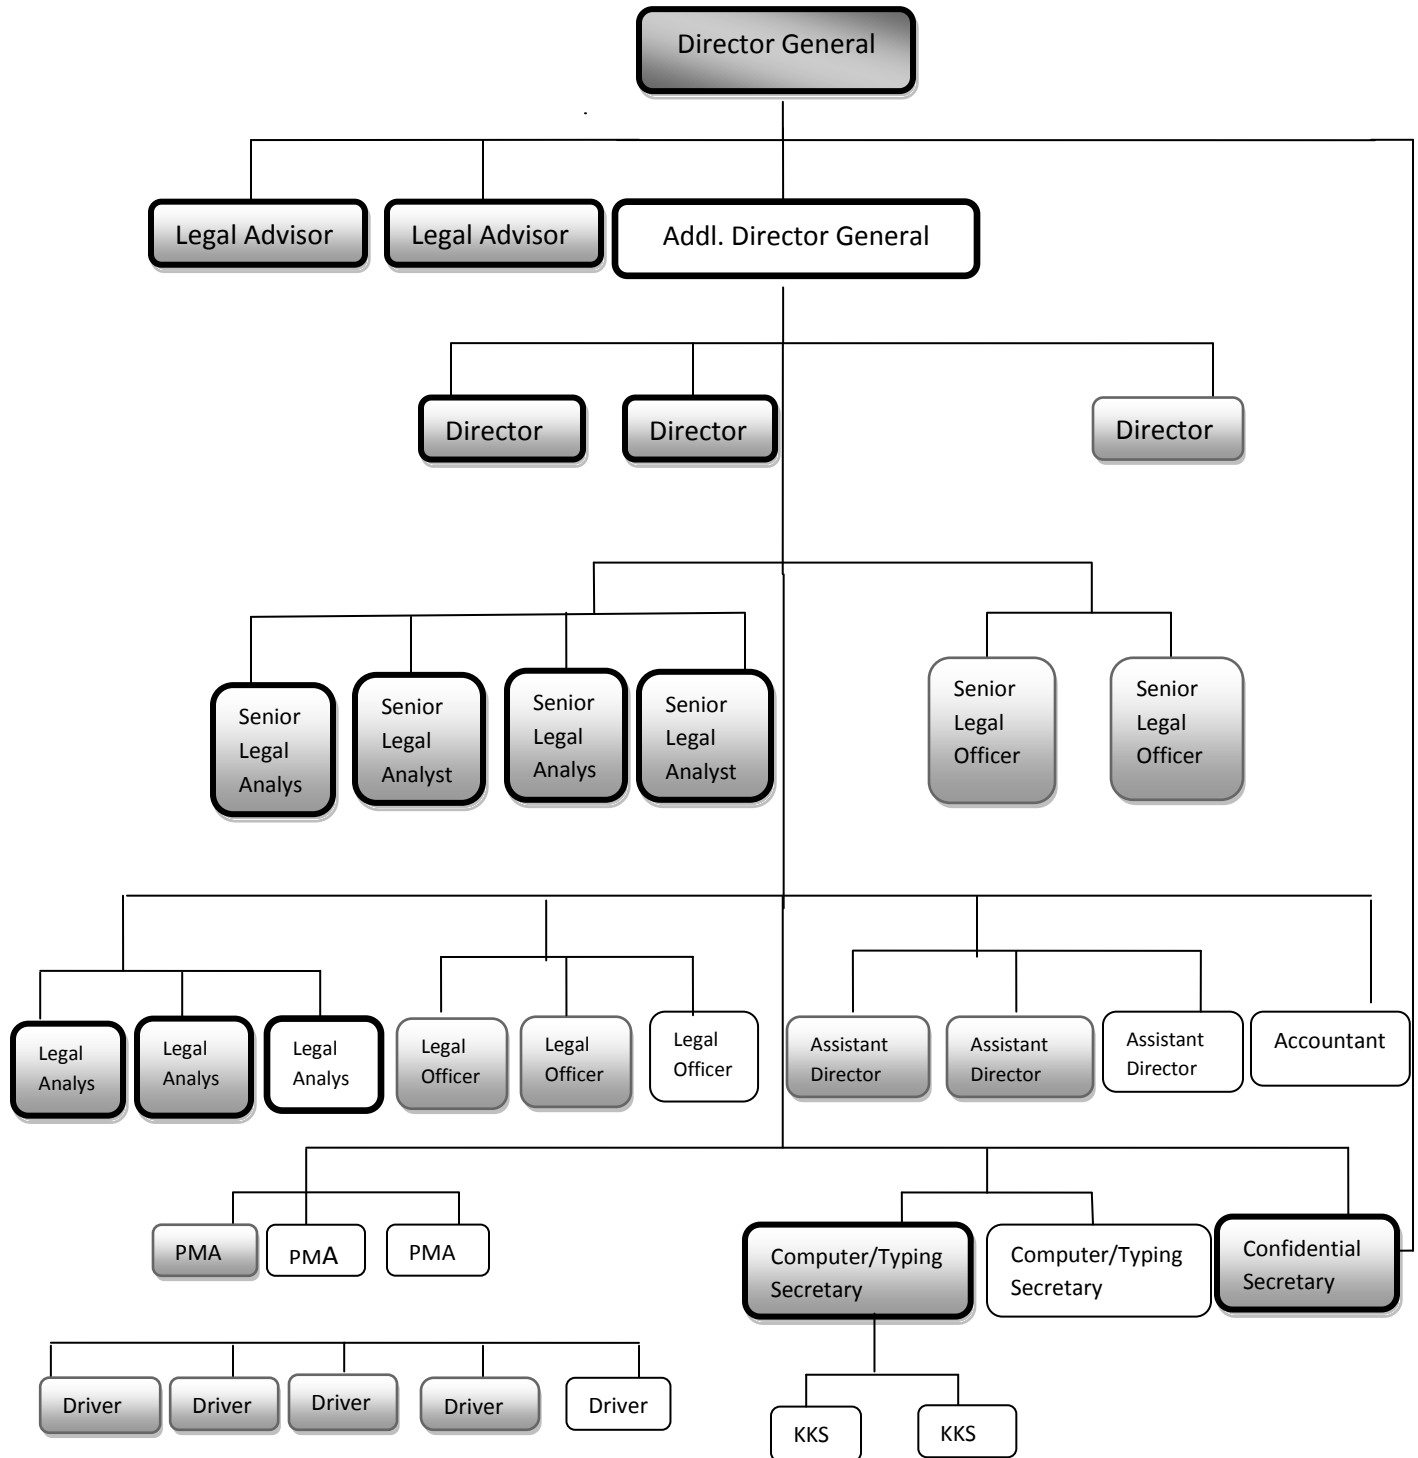 Director General
Legal Advisor
Legal Advisor
Addl. Director General
Director
Director
Director
Senior
Legal
Analys
Senior
Legal
Analyst
Senior
Legal
Analys
Senior
Legal
Analyst
Senior
Legal
Officer
Senior
Legal
Officer
Legal
Analys
Legal
Analys
Legal
Analys
Legal
Officer
Legal
Officer
Legal
Officer
Assistant
Director
Assistant
Director
Assistant
Director
Accountant
PMA
PMA
PMA
Computer/Typing
Secretary
Computer/Typing
Secretary
Confidential
Secretary
Driver
Driver
Driver
Driver
Driver
KKS
KKS